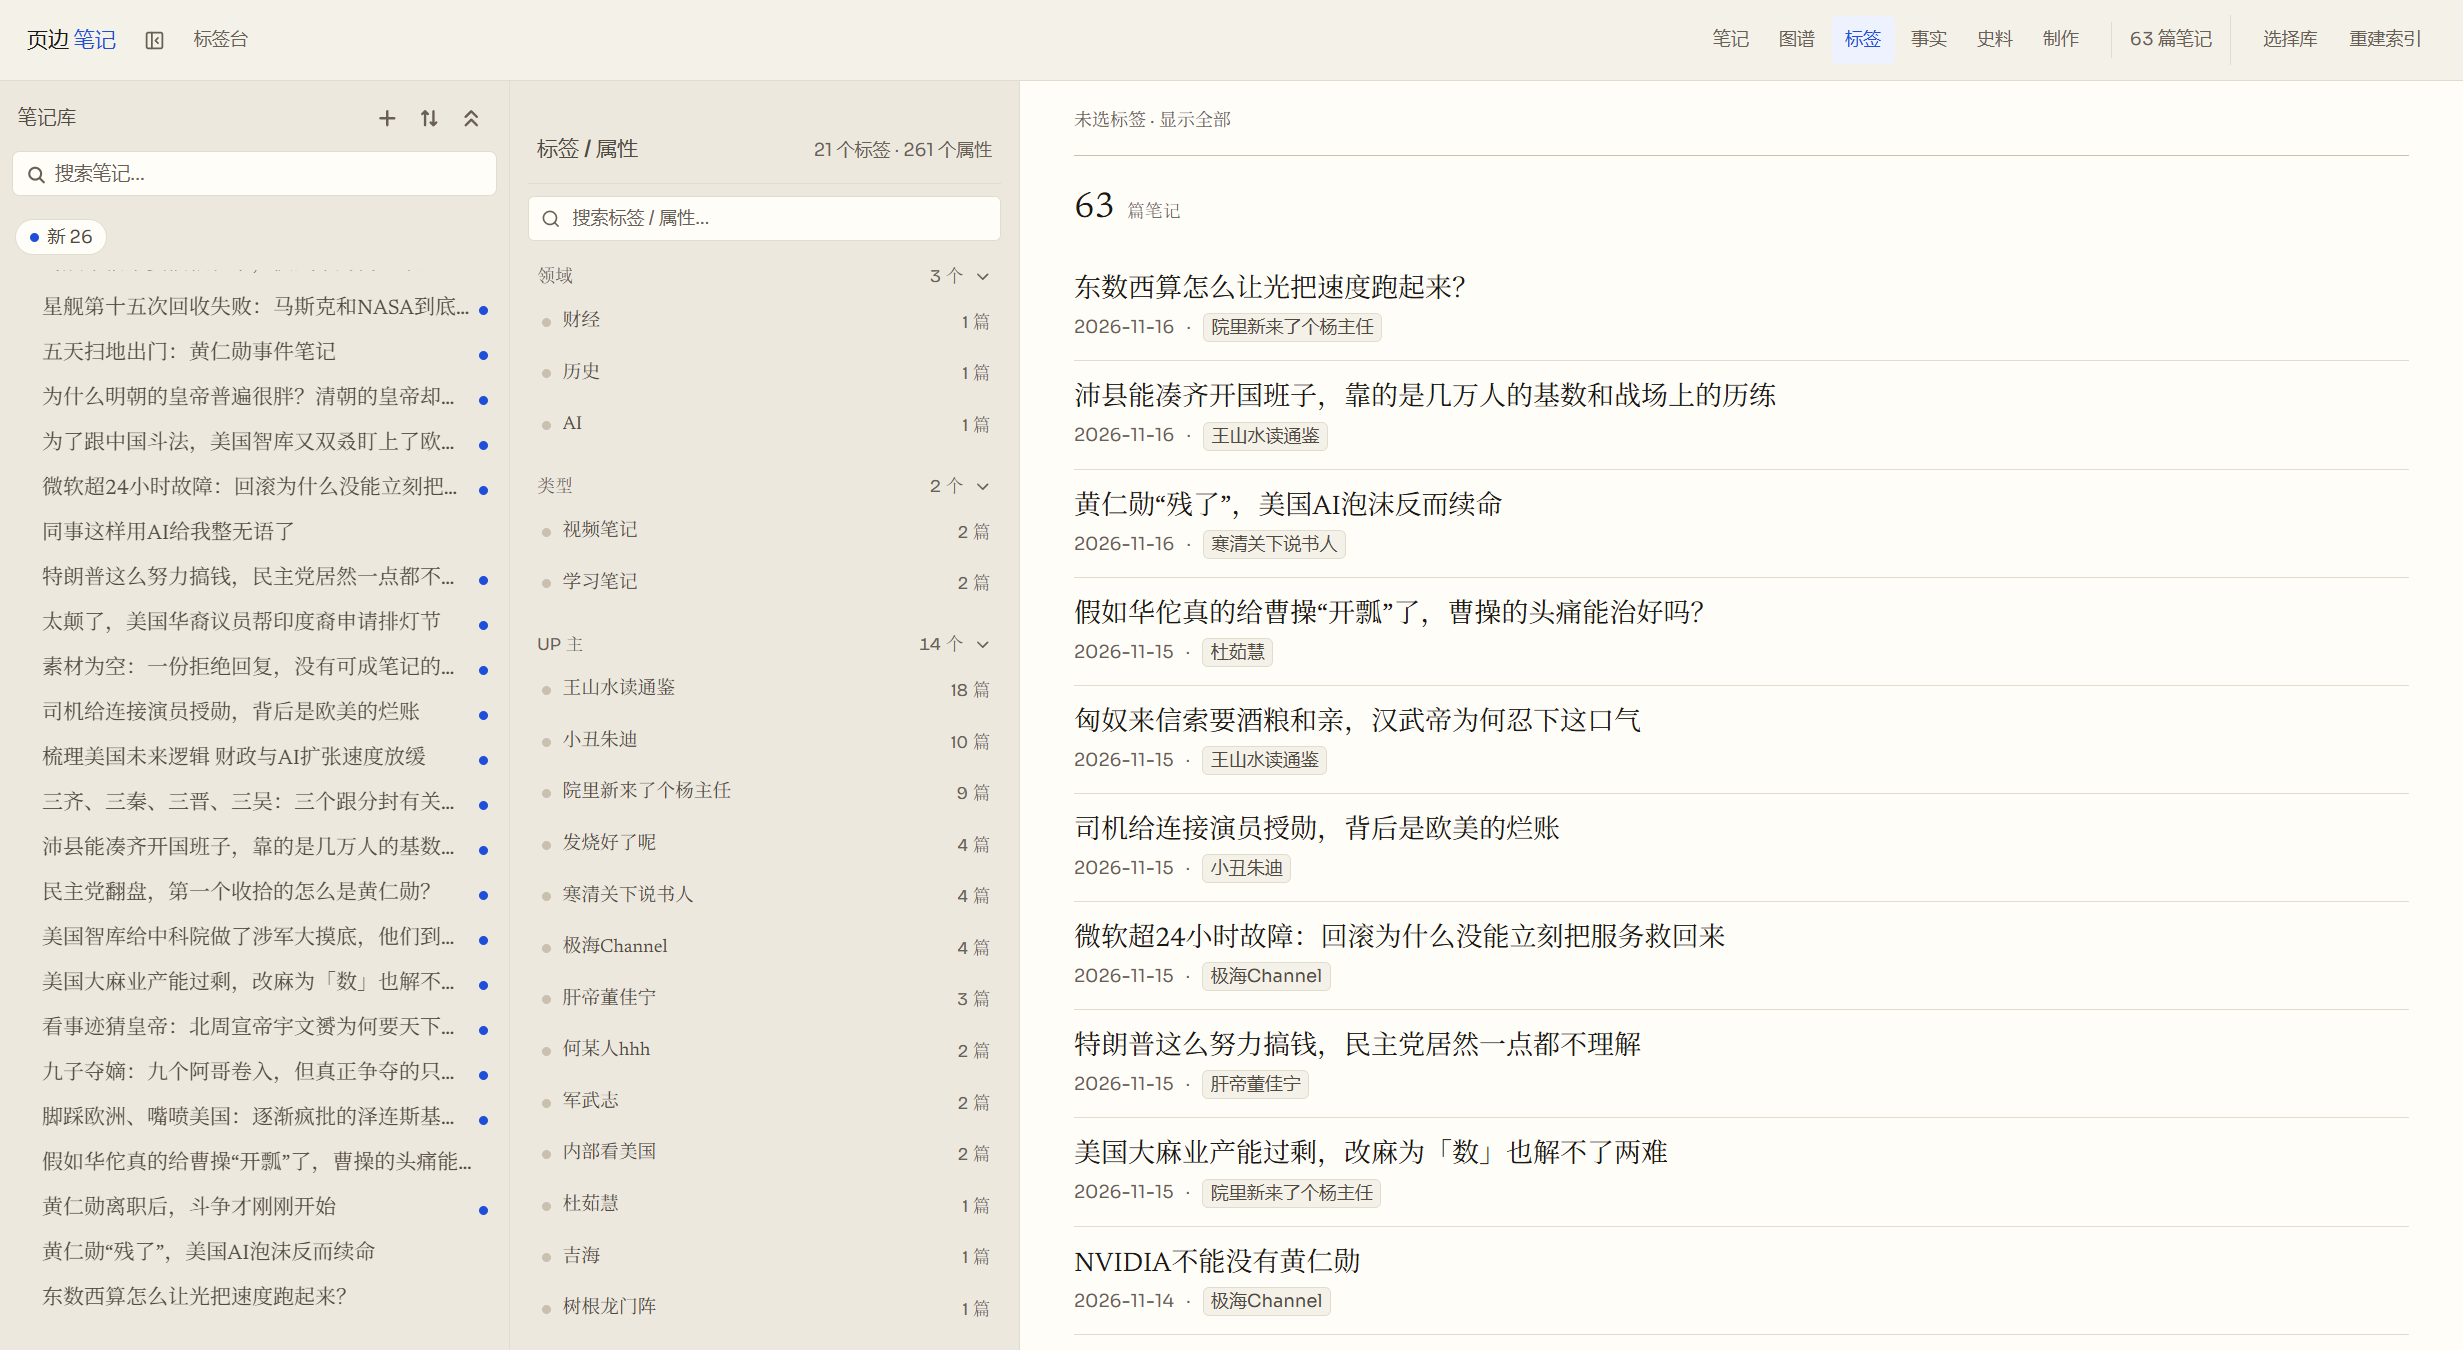 页边 笔记
标签台
笔记 图谱 标签 事实 史料 制作 63 篇笔记 选择库 重建索引
笔记库
搜索笔记...
新 26
星舰第十五次回收失败：马斯克和NASA到底...
五天扫地出门：黄仁勋事件笔记
为什么明朝的皇帝普遍很胖？清朝的皇帝却...
为了跟中国斗法，美国智库又双叒盯上了欧...
微软超24小时故障：回滚为什么没能立刻把...
同事这样用AI给我整无语了
特朗普这么努力搞钱，民主党居然一点都不...
太颠了，美国华裔议员帮印度裔申请排灯节
素材为空：一份拒绝回复，没有可成笔记的...
司机给连接演员授勋，背后是欧美的烂账
梳理美国未来逻辑 财政与AI扩张速度放缓
三齐、三秦、三晋、三吴：三个跟分封有关...
沛县能凑齐开国班子，靠的是几万人的基数...
民主党翻盘，第一个收拾的怎么是黄仁勋？
美国智库给中科院做了涉军大摸底，他们到...
美国大麻业产能过剩，改麻为「数」也解不...
看事迹猜皇帝：北周宣帝宇文赟为何要天下...
九子夺嫡：九个阿哥卷入，但真正争夺的只...
脚踩欧洲、嘴喷美国：逐渐疯批的泽连斯基...
假如华佗真的给曹操“开瓢”了，曹操的头痛能...
黄仁勋离职后，斗争才刚刚开始
黄仁勋“残了”，美国AI泡沫反而续命
东数西算怎么让光把速度跑起来？
标签 / 属性
21 个标签 · 261 个属性
搜索标签 / 属性...
领域 3 个
财经 1 篇
历史 1 篇
AI 1 篇
类型 2 个
视频笔记 2 篇
学习笔记 2 篇
UP 主 14 个
王山水读通鉴 18 篇
小丑朱迪 10 篇
院里新来了个杨主任 9 篇
发烧好了呢 4 篇
寒清关下说书人 4 篇
极海Channel 4 篇
肝帝董佳宁 3 篇
何某人hhh 2 篇
军武志 2 篇
内部看美国 2 篇
杜茹慧 1 篇
吉海 1 篇
树根龙门阵 1 篇
未选标签 · 显示全部
63 篇笔记
东数西算怎么让光把速度跑起来？
2026-11-16 · 院里新来了个杨主任
沛县能凑齐开国班子，靠的是几万人的基数和战场上的历练
2026-11-16 · 王山水读通鉴
黄仁勋“残了”，美国AI泡沫反而续命
2026-11-16 · 寒清关下说书人
假如华佗真的给曹操“开瓢”了，曹操的头痛能治好吗？
2026-11-15 · 杜茹慧
匈奴来信索要酒粮和亲，汉武帝为何忍下这口气
2026-11-15 · 王山水读通鉴
司机给连接演员授勋，背后是欧美的烂账
2026-11-15 · 小丑朱迪
微软超24小时故障：回滚为什么没能立刻把服务救回来
2026-11-15 · 极海Channel
特朗普这么努力搞钱，民主党居然一点都不理解
2026-11-15 · 肝帝董佳宁
美国大麻业产能过剩，改麻为「数」也解不了两难
2026-11-15 · 院里新来了个杨主任
NVIDIA不能没有黄仁勋
2026-11-14 · 极海Channel